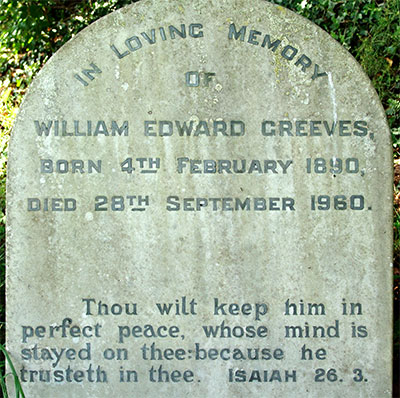 IN LOVING MEMORY
OF
WILLIAM EDWARD GREEVES,
BORN 4TH FEBRUARY 1890,
DIED 28TH SEPTEMBER 1960.
Thou wilt keep him in
perfect peace, whose mind is
stayed on thee: because he
trusteth in thee. ISAIAH 26. 3.